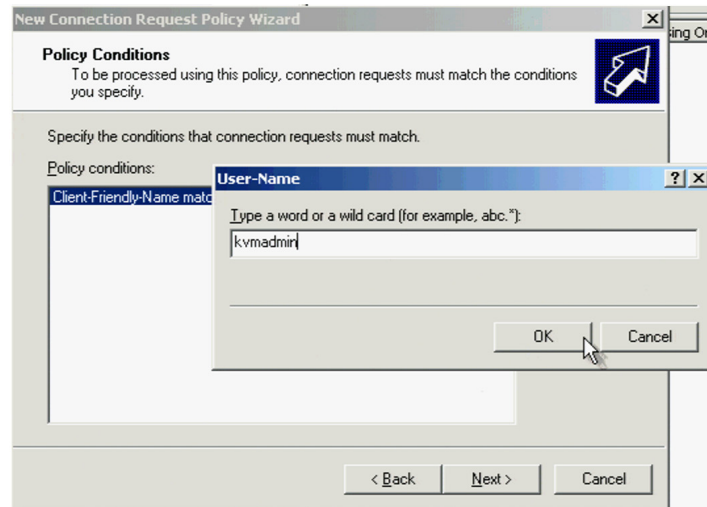 New Connection Request Policy Wizard
Policy Conditions
To be processed using this policy, connection requests must match the conditions
you specify.
Specify the conditions that connection requests must match.
Policy conditions:
Client-Friendly-Name
User-Name
Type a word or a wild card (for example, abc.*):
kvmadmin
OK
Cancel
< Back
Next >
Cancel